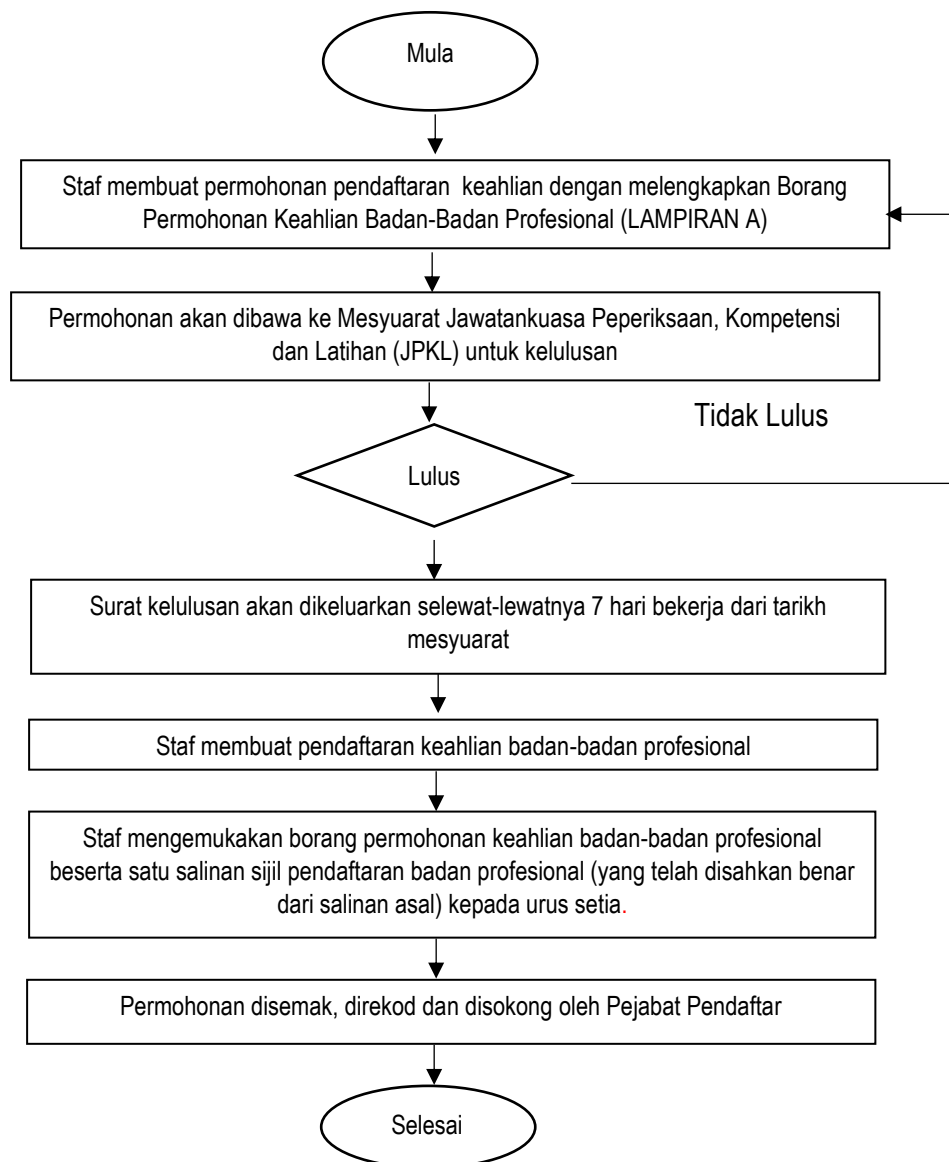 Mula
Staf membuat permohonan pendaftaran keahlian dengan melengkapkan Borang
Permohonan Keahlian Badan-Badan Profesional (LAMPIRAN A)
Permohonan akan dibawa ke Mesyuarat Jawatankuasa Peperiksaan, Kompetensi
dan Latihan (JPKL) untuk kelulusan
Tidak Lulus
Lulus
Surat kelulusan akan dikeluarkan selewat-lewatnya 7 hari bekerja dari tarikh
mesyuarat
Staf membuat pendaftaran keahlian badan-badan profesional
Staf mengemukakan borang permohonan keahlian badan-badan profesional
beserta satu salinan sijil pendaftaran badan profesional (yang telah disahkan benar
dari salinan asal) kepada urus setia.
Permohonan disemak, direkod dan disokong oleh Pejabat Pendaftar
Selesai